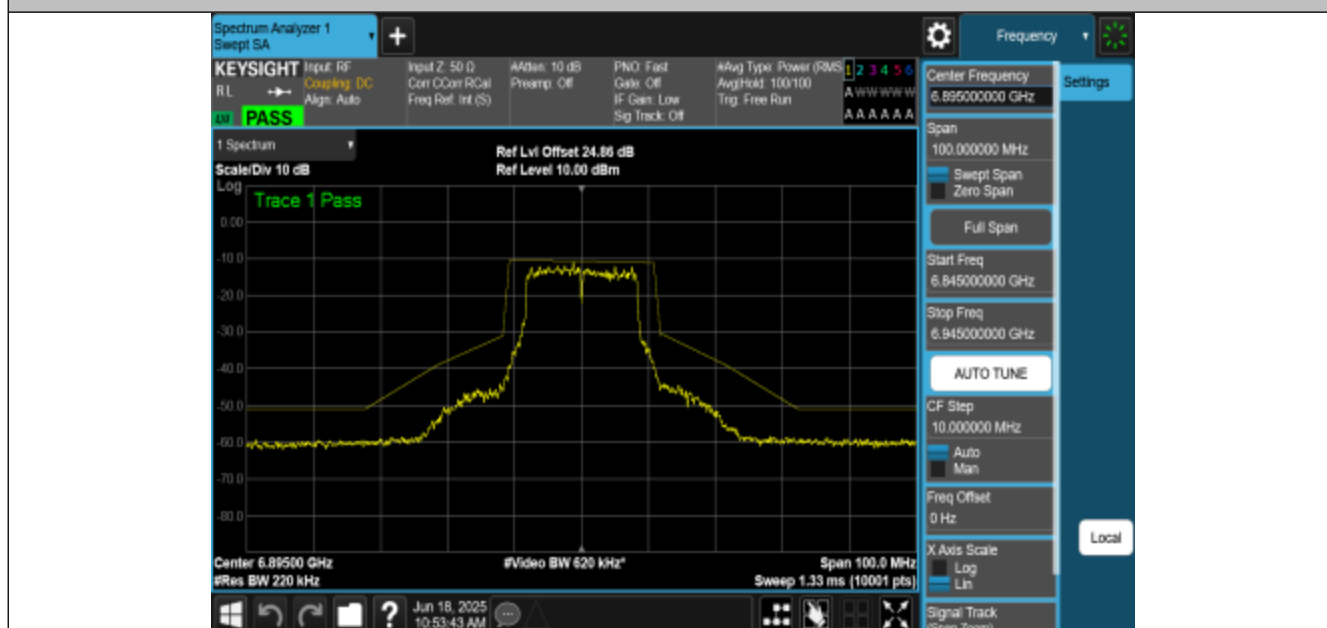 Spectrum Analyzer 1
Swept SA
+
Frequency
KEYSIGHT
RL
PASS
Input: RF
Coupling: DC
Align: Auto
Input Z: 50 Ω
Corr CCorr RCal
Freq Ref: Int (S)
#Atten: 10 dB
Preamp: Off
PNO: Fast
Gate: Off
IF Gain: Low
Sig Track: Off
#Avg Type: Power (RMS
Avg|Hold: 100/100
Trig: Free Run
1 2 3 4 5 6
A W W W W W
A A A A A A
1 Spectrum
Scale/Div 10 dB
Ref Lvl Offset 24.86 dB
Ref Level 10.00 dBm
Log
Trace 1 Pass
0.00
-10.0
-20.0
-30.0
-40.0
-50.0
-60.0
-70.0
-80.0
Center 6.89500 GHz
#Res BW 220 kHz
#Video BW 620 kHz*
Span 100.0 MHz
Sweep 1.33 ms (10001 pts)
Jun 18, 2025
10:53:43 AM
Center Frequency
6.895000000 GHz
Settings
Span
100.000000 MHz
Swept Span
Zero Span
Full Span
Start Freq
6.845000000 GHz
Stop Freq
6.945000000 GHz
AUTO TUNE
CF Step
10.000000 MHz
Auto
Man
Freq Offset
0 Hz
X Axis Scale
Log
Lin
Local
Signal Track
(Span Zoom)